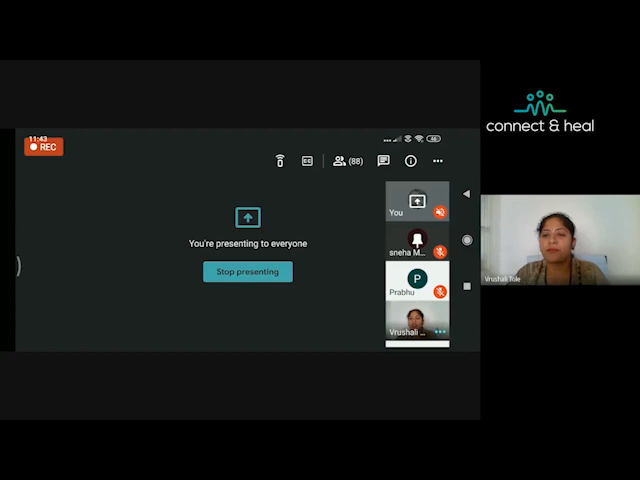 11:43
REC
46
(88)
You
sneha M...
P
Prabhu
Vrushali ...
You're presenting to everyone
Stop presenting
connect & heal
Vrushali Tole